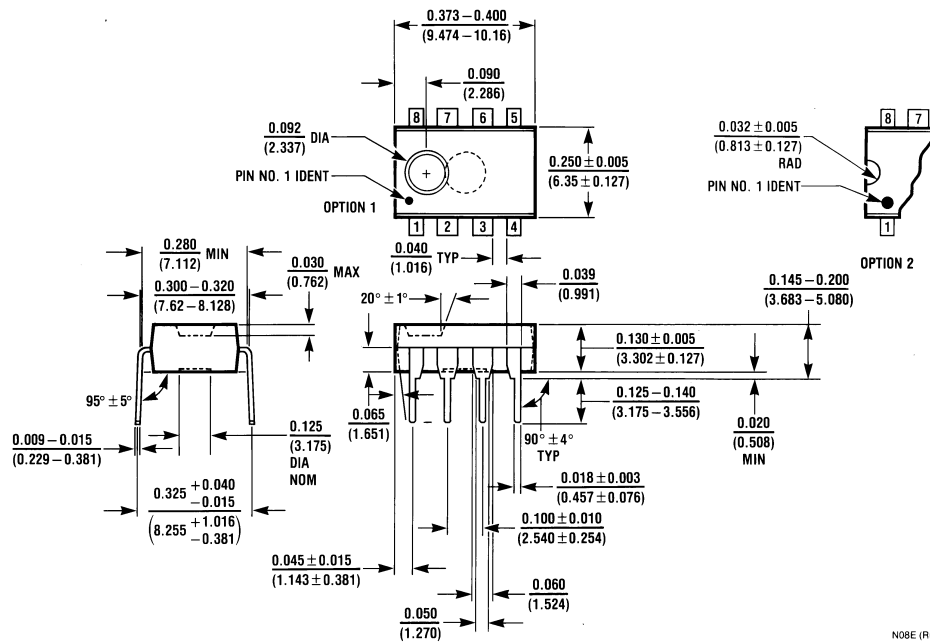 0.373 – 0.400
(9.474 – 10.16)
0.090
(2.286)
8 7 6 5
0.092 DIA
(2.337)
PIN NO. 1 IDENT
OPTION 1
+
1 2 3 4
0.250 ± 0.005
(6.35 ± 0.127)
0.032 ± 0.005
(0.813 ± 0.127)
RAD
PIN NO. 1 IDENT
8 7
1
OPTION 2
0.280 MIN
(7.112)
0.300 – 0.320
(7.62 – 8.128)
0.030 MAX
(0.762)
0.040 TYP
(1.016)
0.039
(0.991)
20° ± 1°
0.145 – 0.200
(3.683 – 5.080)
0.130 ± 0.005
(3.302 ± 0.127)
95° ± 5°
0.009 – 0.015
(0.229 – 0.381)
0.125
(3.175)
DIA
NOM
0.065
(1.651)
90° ± 4°
TYP
0.125 – 0.140
(3.175 – 3.556)
0.020
(0.508)
MIN
0.325 +0.040
−0.015
(8.255 +1.016
−0.381)
0.018 ± 0.003
(0.457 ± 0.076)
0.100 ± 0.010
(2.540 ± 0.254)
0.045 ± 0.015
(1.143 ± 0.381)
0.060
(1.524)
0.050
(1.270)
N08E (R